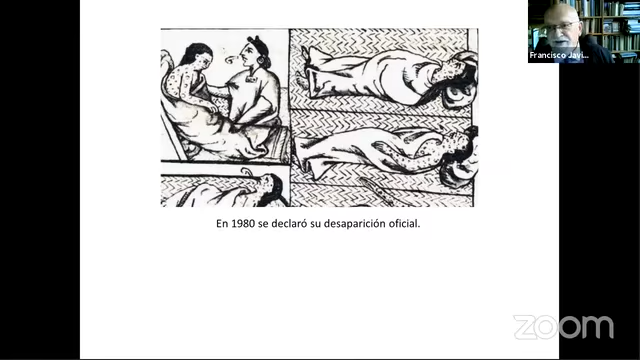 Francisco Javi...
En 1980 se declaró su desaparición oficial.
zoom